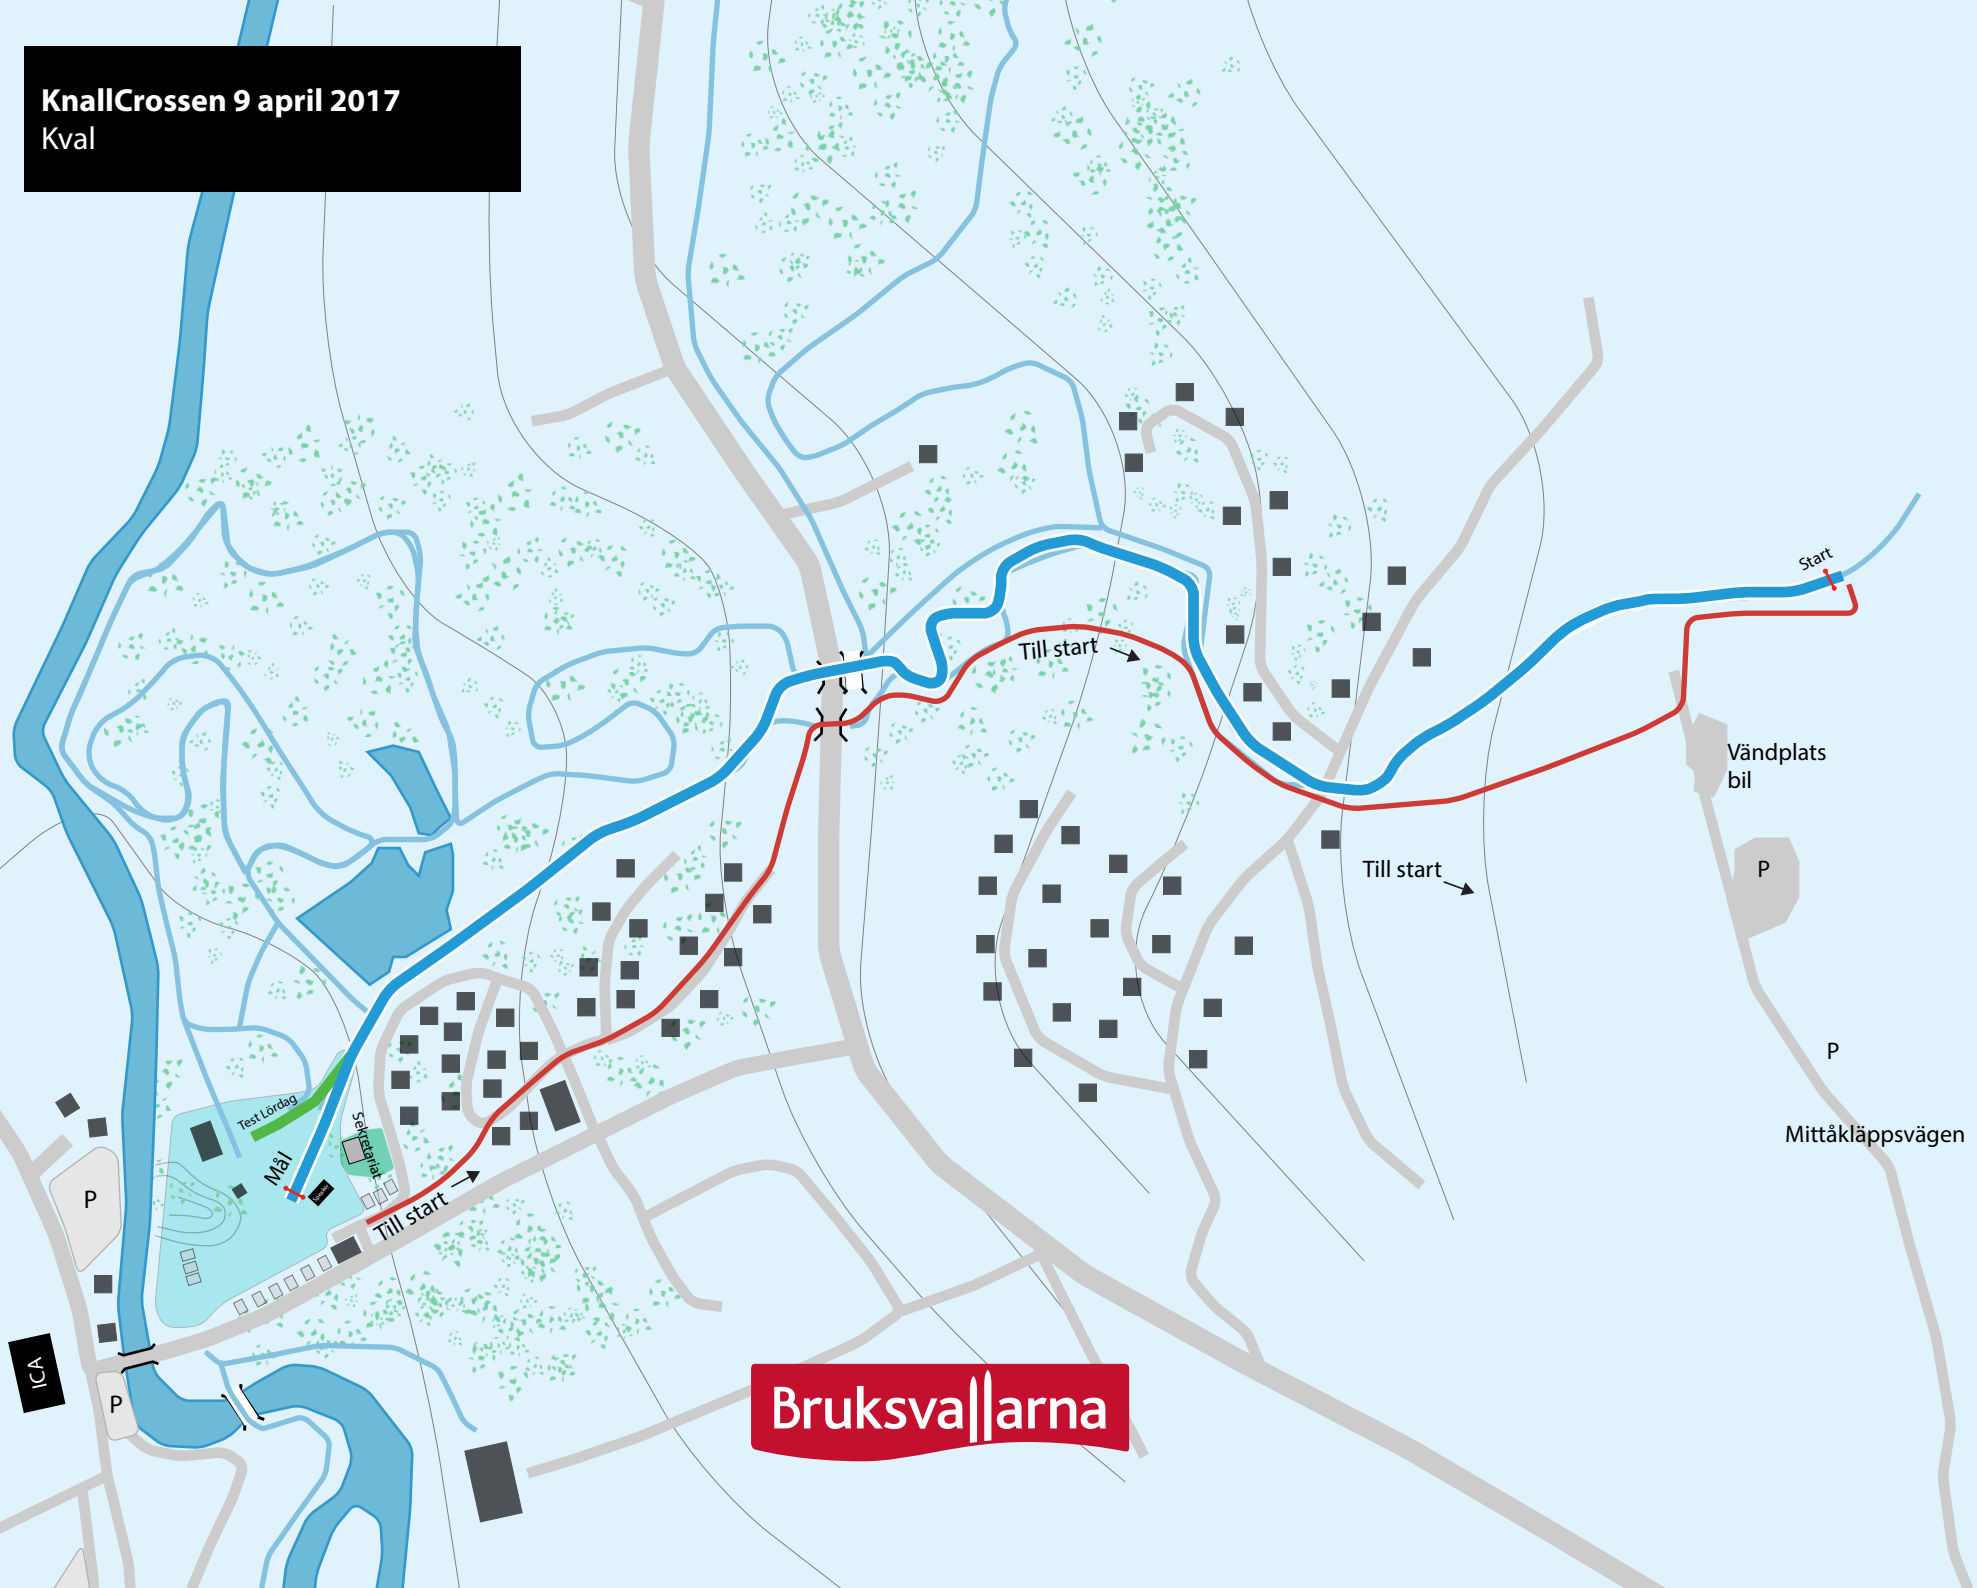 KnallCrossen 9 april 2017
Kval
Start
Till start
Vändplats
bil
Till start
P
P
Mittåkläppsvägen
Test Lördag
Sekretariat
Mål
P
Till start
ICA
P
Bruksvallarna